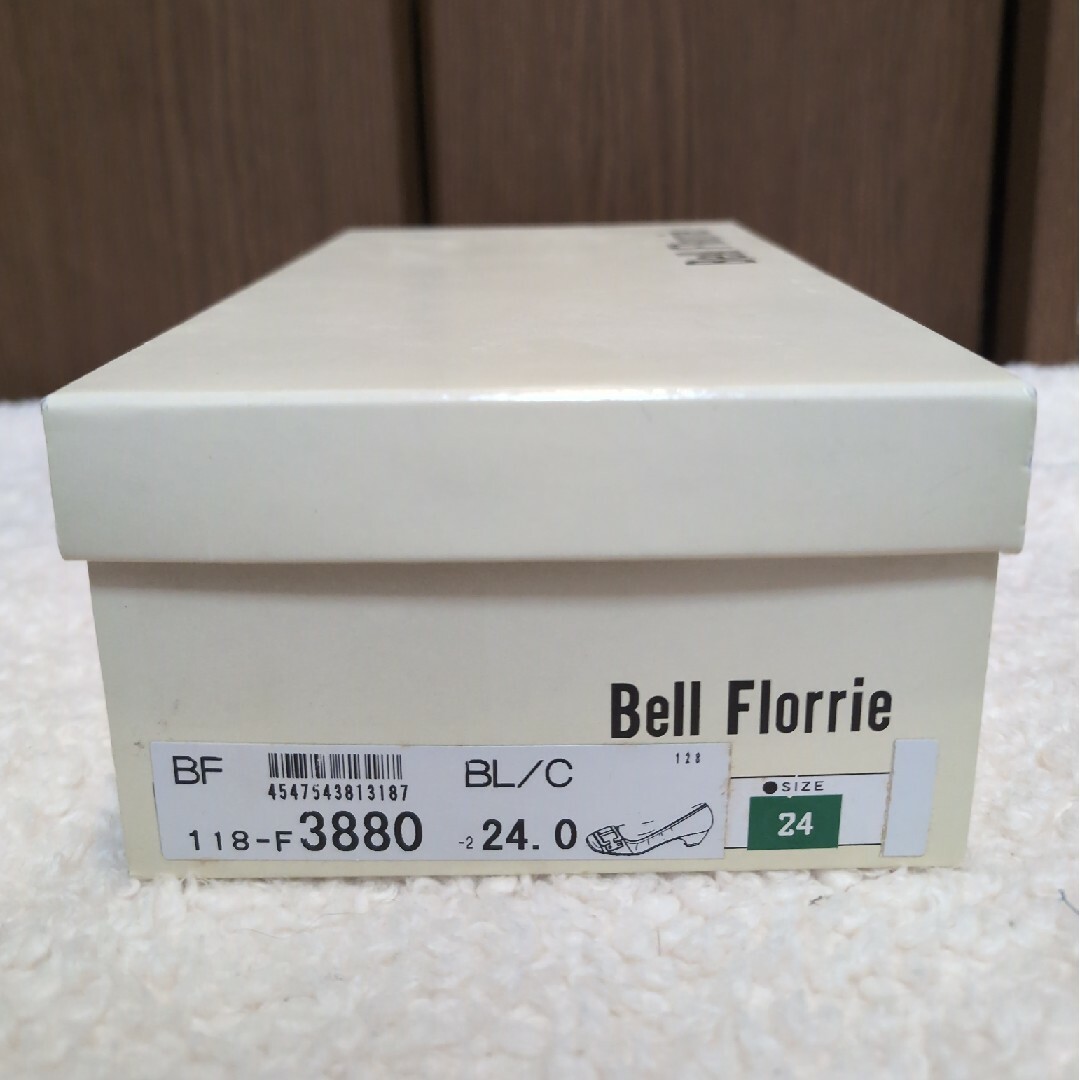 Bell Florrie
BF
4547543813187
BL/C
128
118-F3880
-2 24.0
●SIZE
24